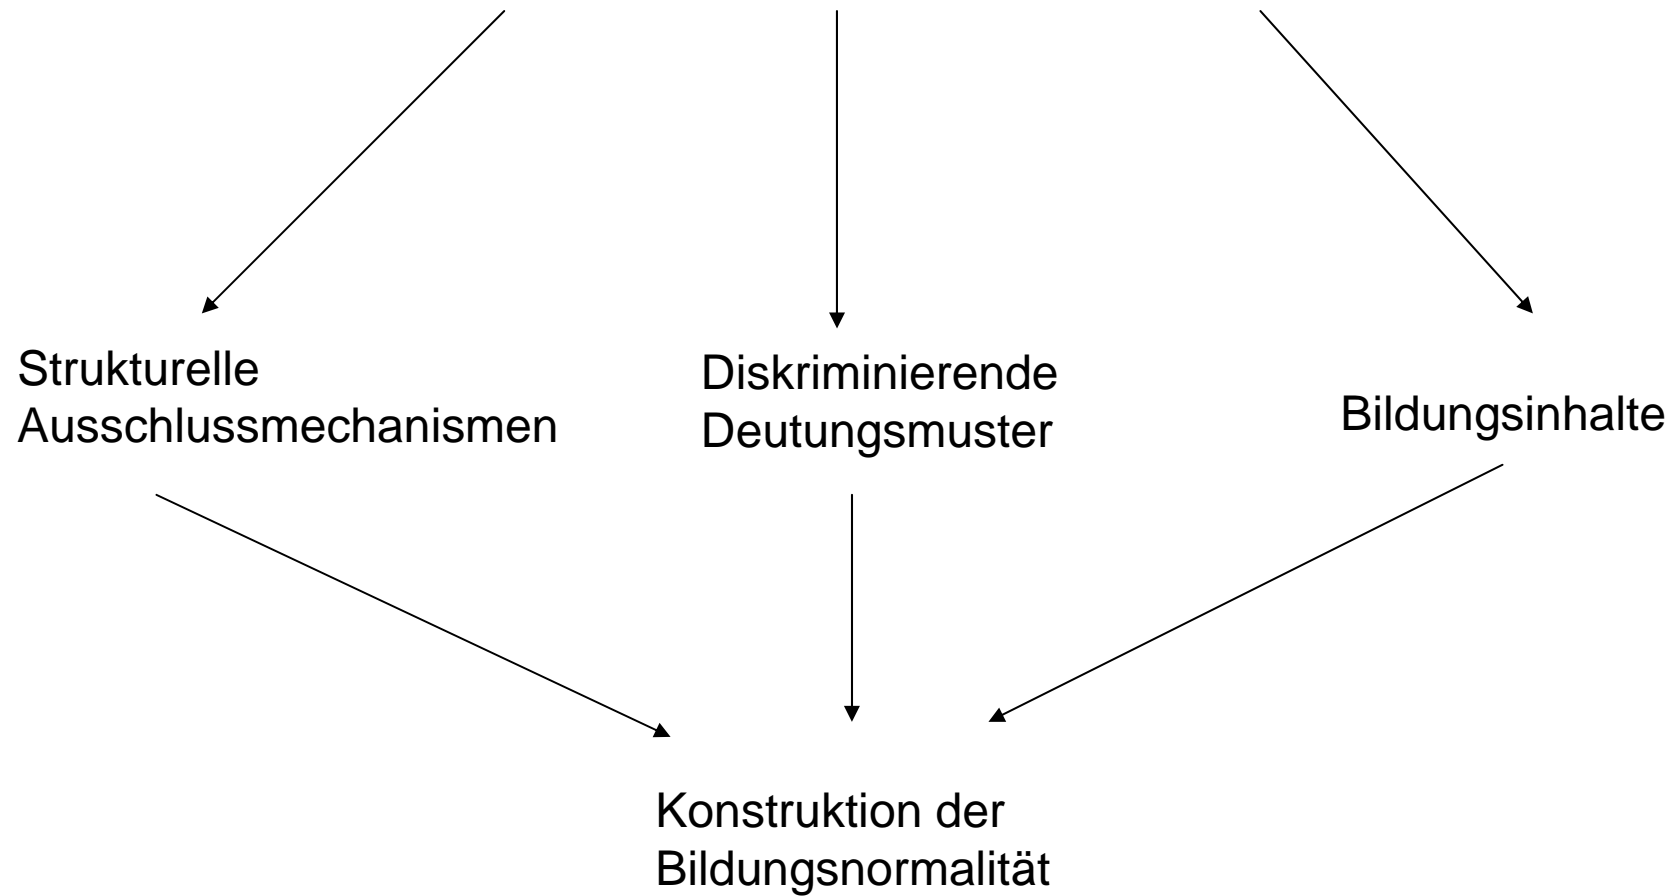 Strukturelle
Ausschlussmechanismen
Diskriminierende
Deutungsmuster
Bildungsinhalte
Konstruktion der
Bildungsnormalität